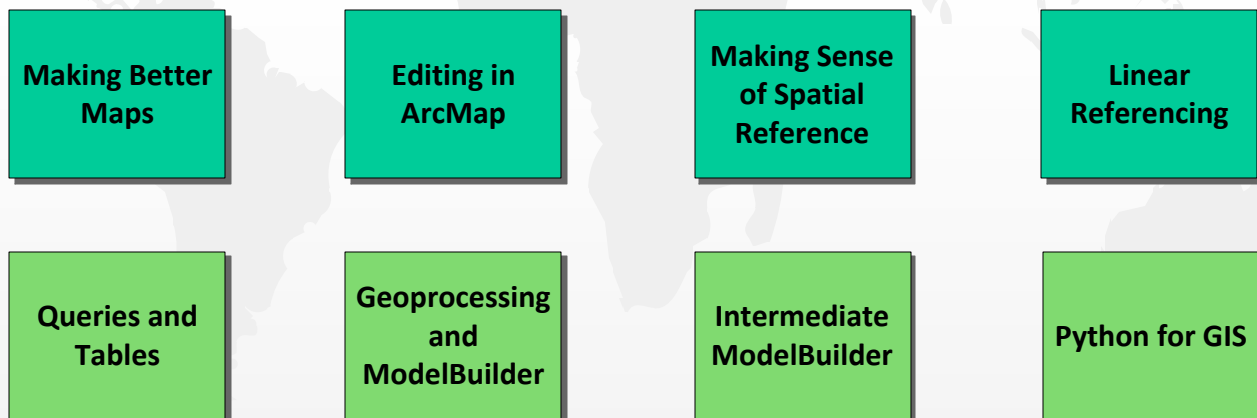 Making Better
Maps
Editing in
ArcMap
Making Sense
of Spatial
Reference
Linear
Referencing
Queries and
Tables
Geoprocessing
and
ModelBuilder
Intermediate
ModelBuilder
Python for GIS